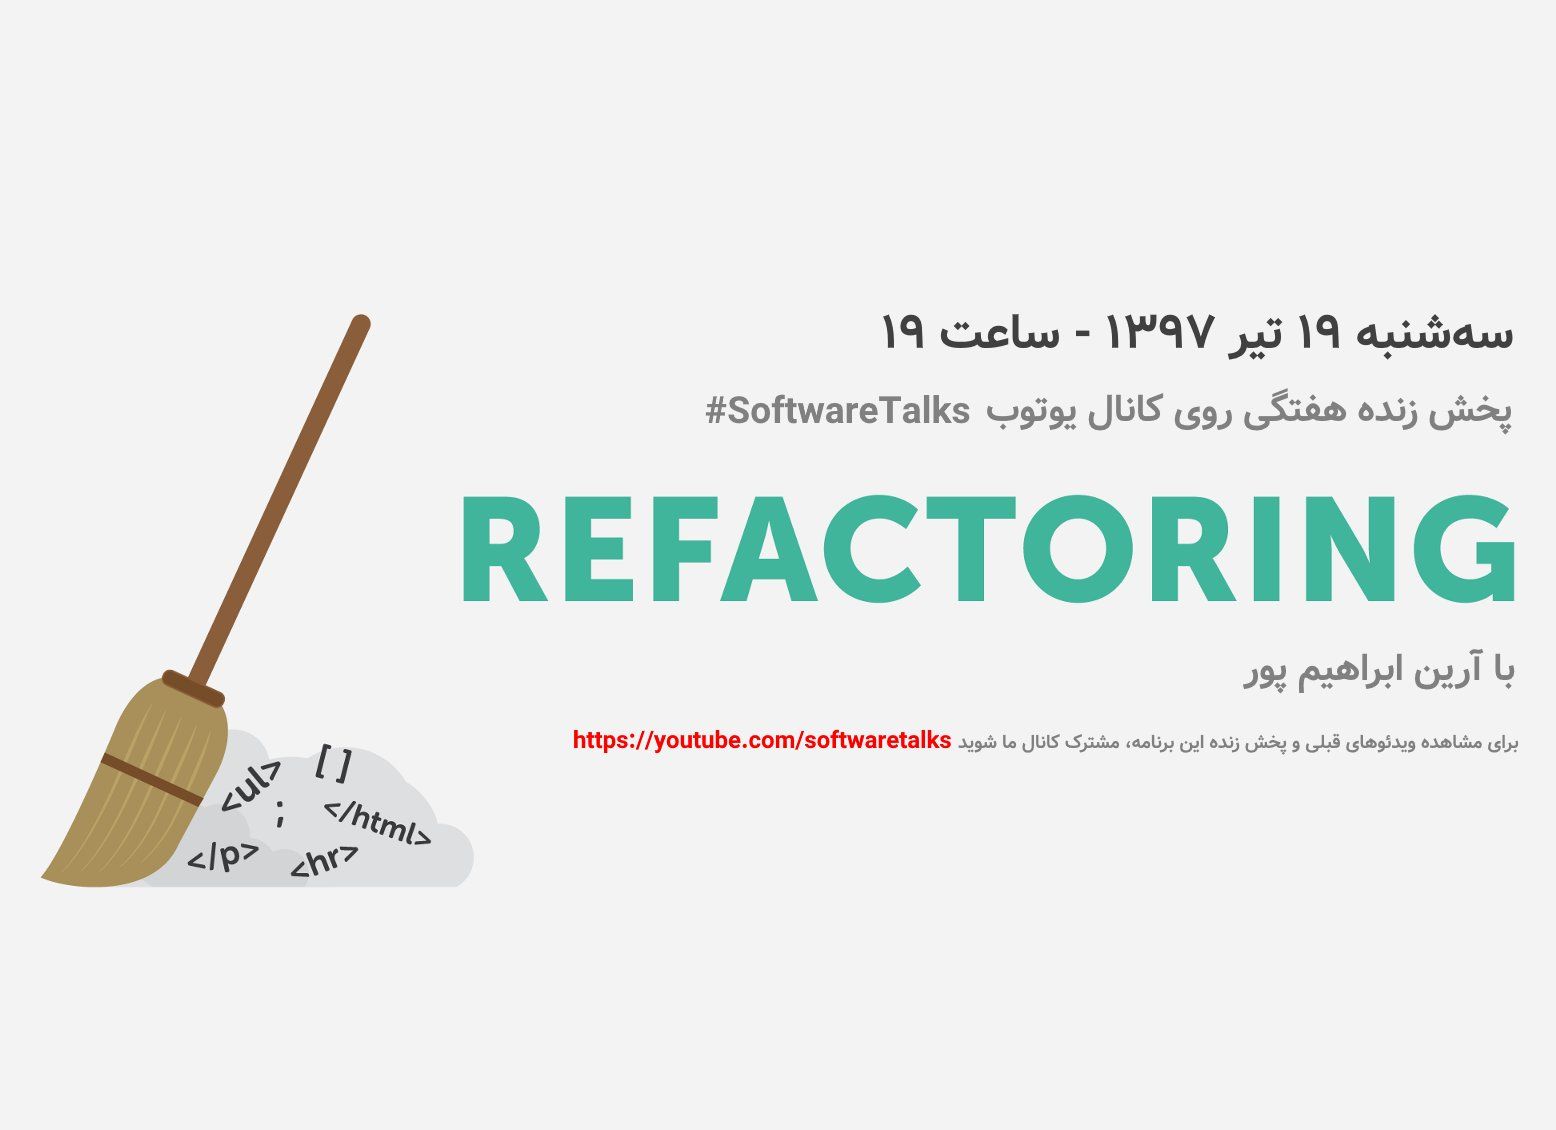 سه‌شنبه ۱۹ تیر ۱۳۹۷ - ساعت ۱۹
پخش زنده هفتگی روی کانال یوتوب #SoftwareTalks
REFACTORING
با آرین ابراهیم پور
برای مشاهده ویدئوهای قبلی و پخش زنده این برنامه، مشترک کانال ما شوید https://youtube.com/softwaretalks
<ul>
[ ]
;
</html>
</p>
<hr>